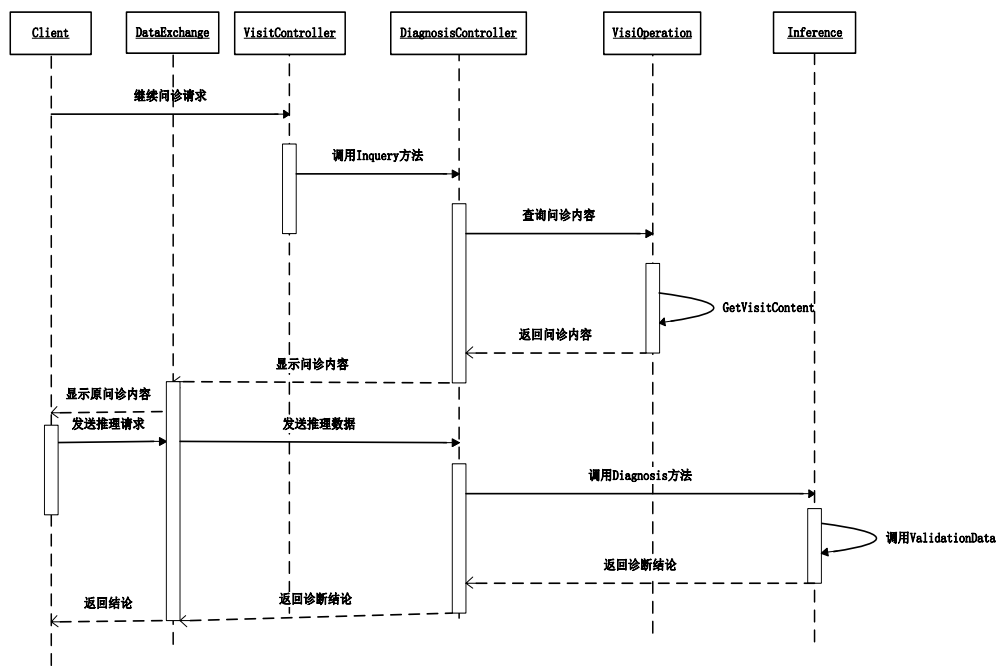 Client
DataExchange
VisitController
DiagnosisController
VisiOperation
Inference
继续问诊请求
调用Inquery方法
查询问诊内容
GetVisitContent
返回问诊内容
显示问诊内容
显示原问诊内容
发送推理请求
发送推理数据
调用Diagnosis方法
调用ValidationData
返回诊断结论
返回诊断结论
返回结论